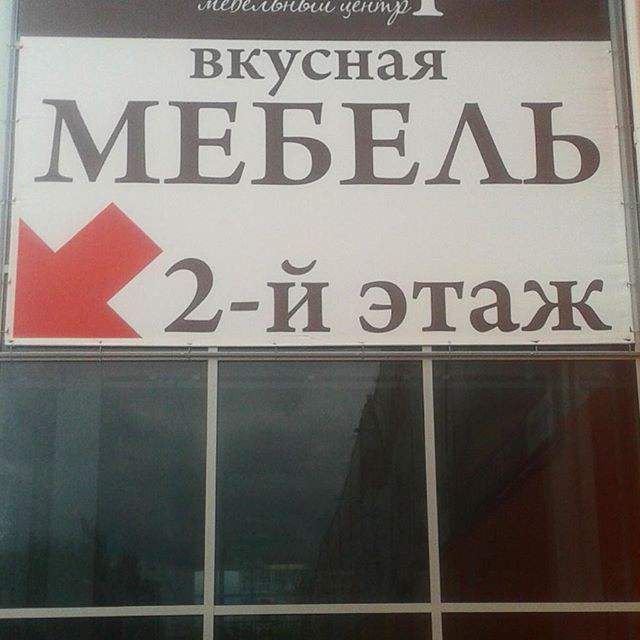 мебельный центр
вкусная
МЕБЕЛЬ
2-й этаж